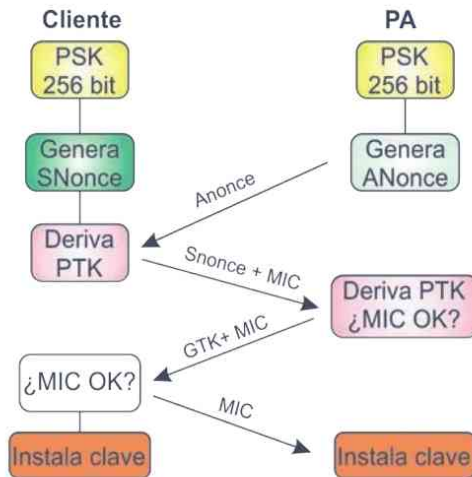 Cliente
PA
PSK
256 bit
PSK
256 bit
Genera
SNonce
Genera
ANonce
Anonce
Deriva
PTK
Snonce + MIC
Deriva PTK
¿MIC OK?
GTK+ MIC
¿MIC OK?
MIC
Instala clave
Instala clave